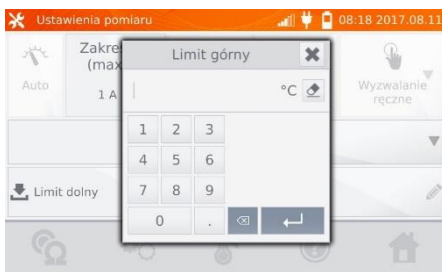 Ustawienia pomiaru
08:18 2017.08.11
Auto
Zakres
(max
1 A
Limit górny
°C
Wyzwalanie
ręczne
1 2 3
4 5 6
7 8 9
0 .
Limit dolny